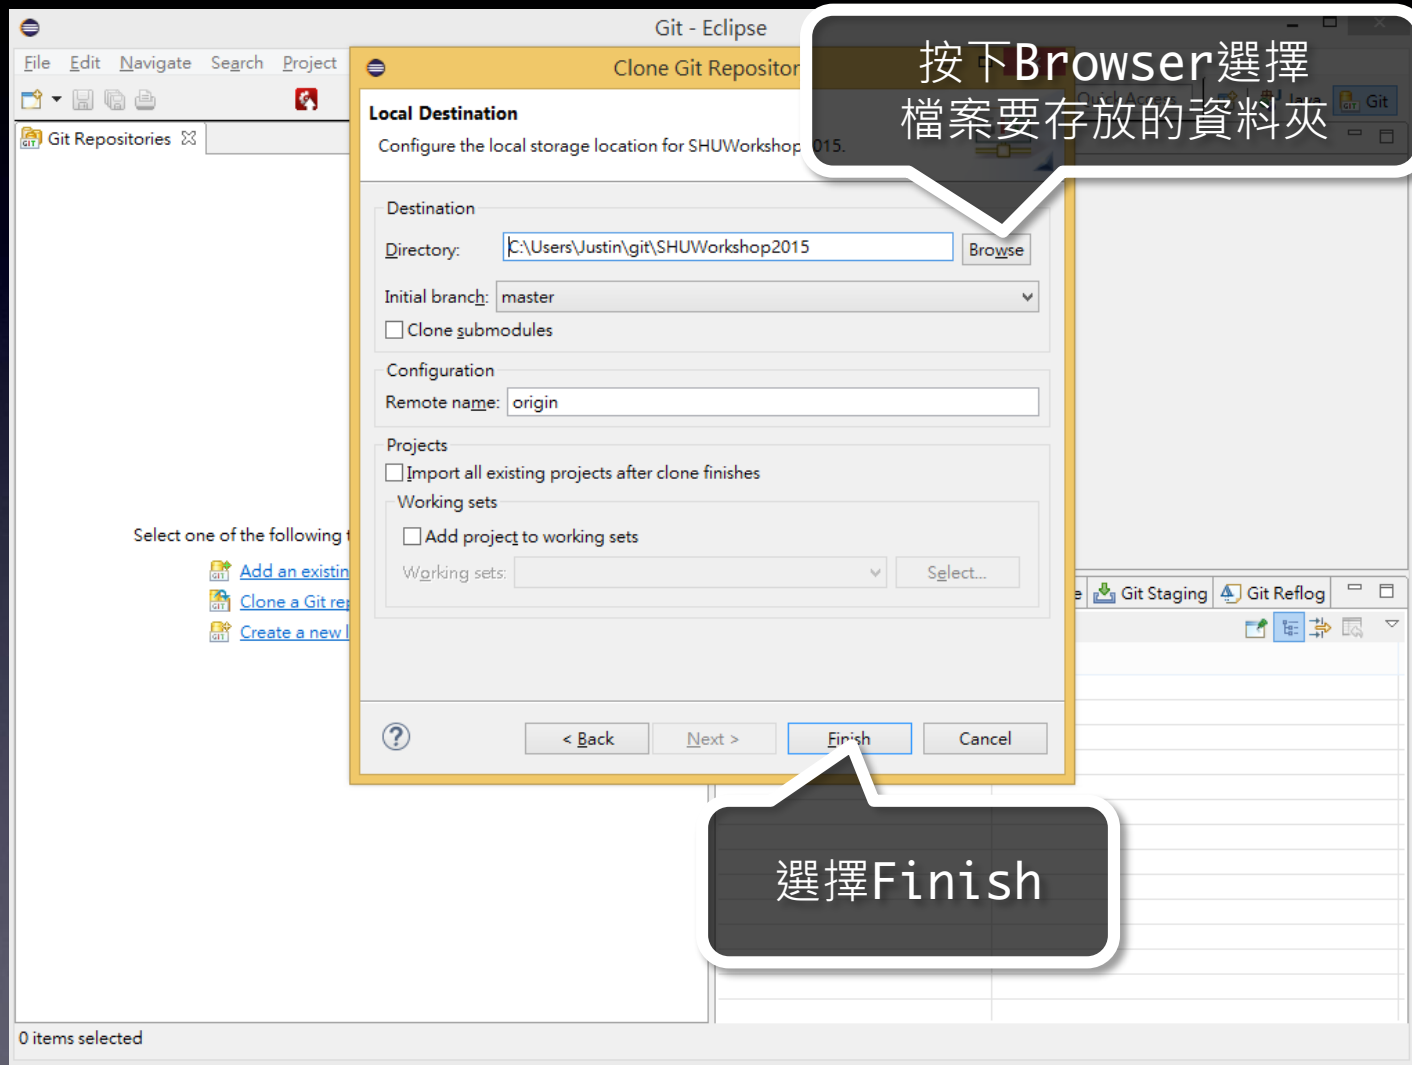 Git - Eclipse
File Edit Navigate Search Project
Clone Git Repositor
按下Browser選擇
檔案要存放的資料夾
Quick Access
Java
Git
Git Repositories
Local Destination
Configure the local storage location for SHUWorkshop2015.
Destination
Directory: C:\Users\Justin\git\SHUWorkshop2015 Browse
Initial branch: master
Clone submodules
Configuration
Remote name: origin
Projects
Import all existing projects after clone finishes
Working sets
Add project to working sets
Working sets: Select...
Select one of the following t
Add an existin
Clone a Git rep
Create a new l
e Git Staging Git Reflog
< Back Next > Finish Cancel
選擇Finish
0 items selected